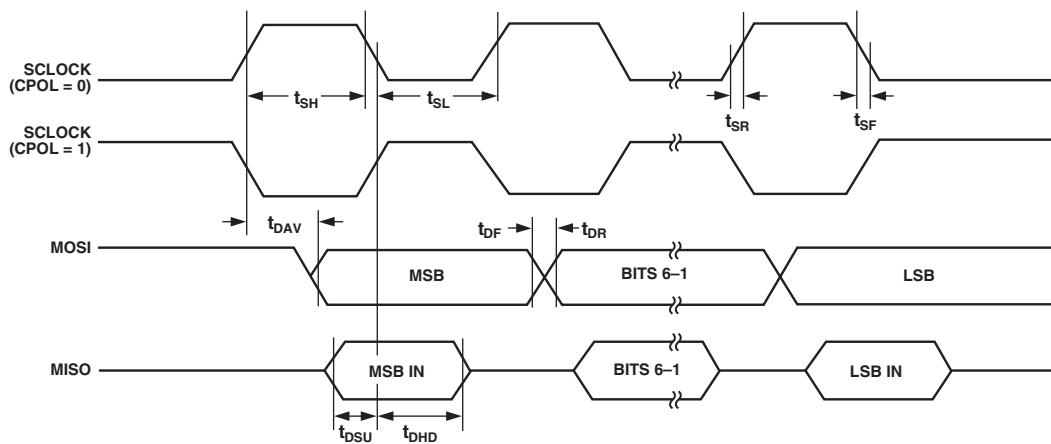 SCLOCK
(CPOL = 0)
tSH
tSL
tSR
tSF
SCLOCK
(CPOL = 1)
tDAV
tDF
tDR
MOSI
MSB
BITS 6–1
LSB
MISO
MSB IN
BITS 6–1
LSB IN
tDSU
tDHD